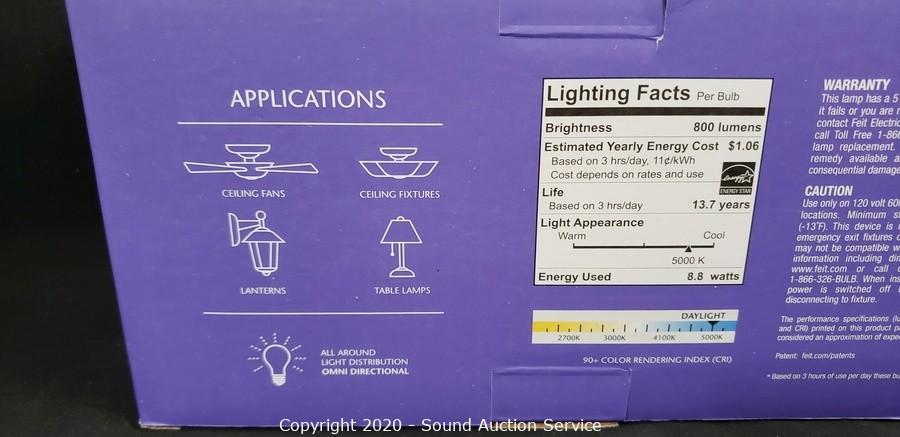 APPLICATIONS
CEILING FANS
CEILING FIXTURES
LANTERNS
TABLE LAMPS
ALL AROUND
LIGHT DISTRIBUTION
OMNI DIRECTIONAL
Lighting Facts Per Bulb
Brightness 800 lumens
Estimated Yearly Energy Cost $1.06
Based on 3 hrs/day, 11¢/kWh
Cost depends on rates and use
ENERGY STAR
Life
Based on 3 hrs/day 13.7 years
Light Appearance
Warm Cool
5000 K
Energy Used 8.8 watts
DAYLIGHT
2700K 3000K 4100K 5000K
90+ COLOR RENDERING INDEX (CRI)
WARRANTY
This lamp has a 5
it fails or you are
contact Feit Electric
call Toll Free 1-866
lamp replacement.
remedy available
consequential damage
CAUTION
Use only on 120 volt
locations. Minimum
(-13°F). This device is
emergency exit fixtures
may not be compatible
information including
www.feit.com or call
1-866-326-BULB. When
power is switched off
disconnecting to fixture.
The performance specifications
and CRI) printed on this product
considered an approximation of
Patent: feit.com/patents
* Based on 3 hours of use per day these
Copyright 2020 - Sound Auction Service